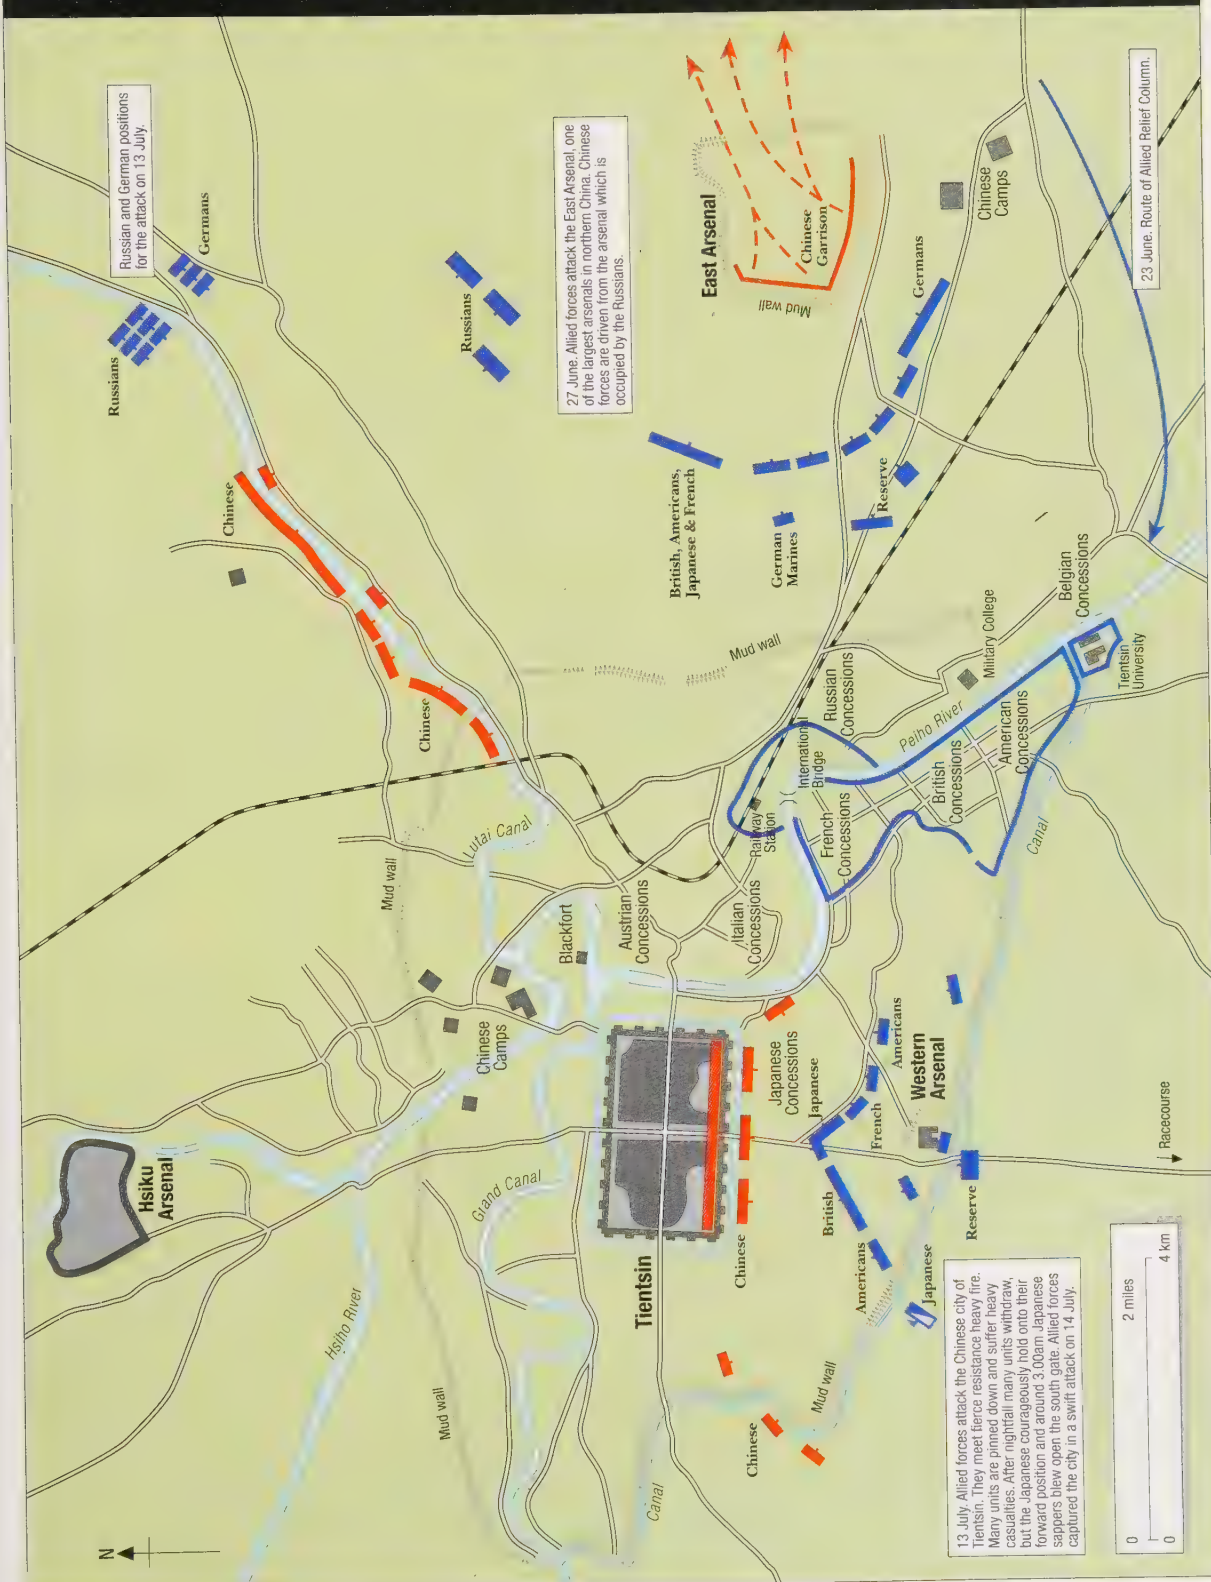 N
Hsiku
Arsenal
Hsiho River
Mud wall
Grand Canal
Canal
Tientsin
Chinese
Chinese
Mud wall
Chinese
Camps
Blackfort
Lutai Canal
Mud wall
Austrian
Concessions
Italian
Concessions
Japanese
Concessions
Japanese
British
Americans
Japanese
French
Americans
Western
Arsenal
Reserve
Racecourse
13 July. Allied forces attack the Chinese city of
Tientsin. They meet fierce resistance heavy fire.
Many units are pinned down and suffer heavy
casualties. After nightfall many units withdraw,
but the Japanese courageously hold onto their
forward position and around 3.00am Japanese
sappers blew open the south gate. Allied forces
captured the city in a swift attack on 14 July.
0
2 miles
0
4 km
Russian and German positions
for the attack on 13 July.
Russians
Germans
Chinese
Chinese
Russians
27 June. Allied forces attack the East Arsenal, one
of the largest arsenals in northern China. Chinese
forces are driven from the arsenal which is
occupied by the Russians.
East Arsenal
Chinese
Garrison
Mud wall
British, Americans,
Japanese & French
German
Marines
Germans
Reserve
Chinese
Camps
Mud wall
Railway
Station
International
Bridge
Russian
Concessions
French
Concessions
Military College
Peiho River
British
Concessions
American
Concessions
Belgian
Concessions
Tientsin
University
Canal
23 June. Route of Allied Relief Column.